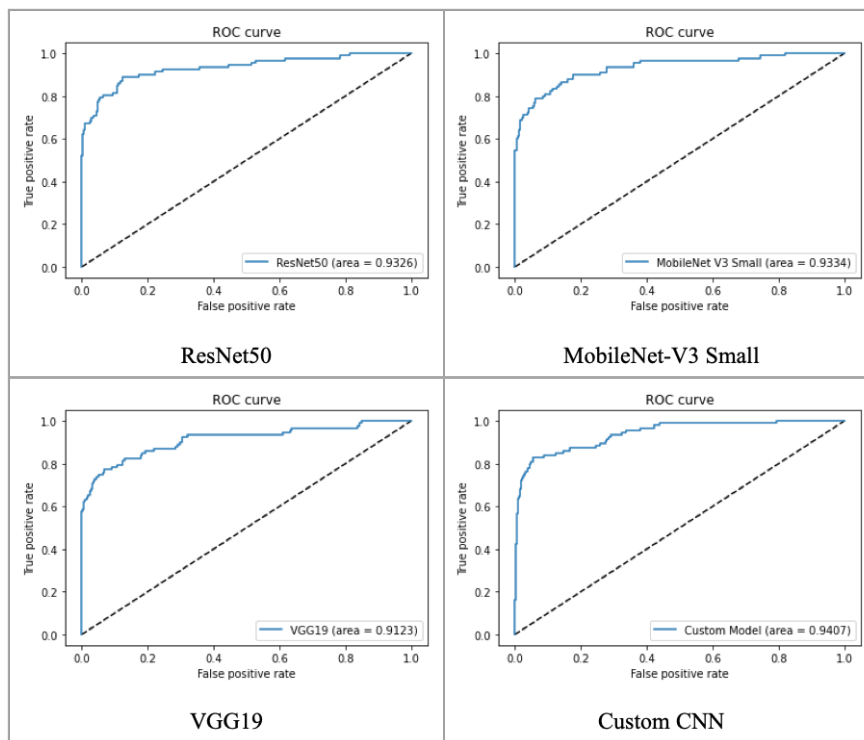 ROC curve
True positive rate
1.0
0.8
0.6
0.4
0.2
0.0
ResNet50 (area = 0.9326)
0.0 0.2 0.4 0.6 0.8 1.0
False positive rate
ResNet50
ROC curve
True positive rate
1.0
0.8
0.6
0.4
0.2
0.0
MobileNet V3 Small (area = 0.9334)
0.0 0.2 0.4 0.6 0.8 1.0
False positive rate
MobileNet-V3 Small
ROC curve
True positive rate
1.0
0.8
0.6
0.4
0.2
0.0
VGG19 (area = 0.9123)
0.0 0.2 0.4 0.6 0.8 1.0
False positive rate
VGG19
ROC curve
True positive rate
1.0
0.8
0.6
0.4
0.2
0.0
Custom Model (area = 0.9407)
0.0 0.2 0.4 0.6 0.8 1.0
False positive rate
Custom CNN